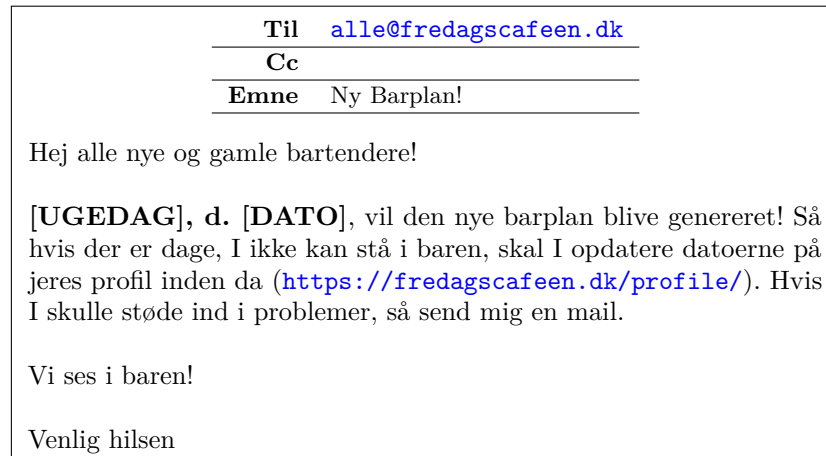 Til alle@fredagscafeen.dk
Cc
Emne Ny Barplan!
Hej alle nye og gamle bartendere!
[UGEDAG], d. [DATO], vil den nye barplan blive genereret! Så
hvis der er dage, I ikke kan stå i baren, skal I opdatere datoerne på
jeres profil inden da (https://fredagscafeen.dk/profile/). Hvis
I skulle støde ind i problemer, så send mig en mail.
Vi ses i baren!
Venlig hilsen